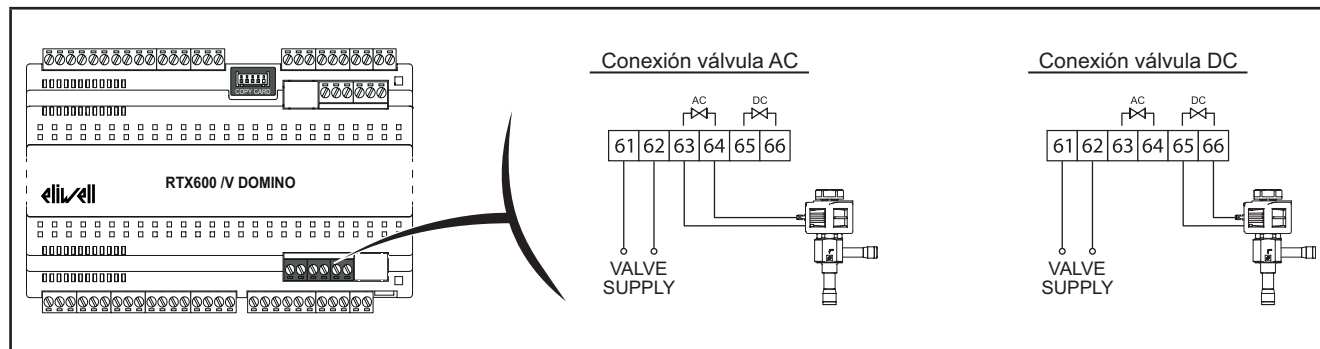 COPY CARD
eliwell
RTX600 /V DOMINO
Conexión válvula AC
AC
DC
61 62 63 64 65 66
VALVE
SUPPLY
Conexión válvula DC
AC
DC
61 62 63 64 65 66
VALVE
SUPPLY